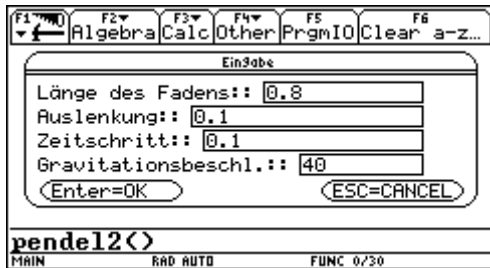 F1 F2 F3 F4 F5 F6
Algebra Calc Other PrgmIO Clear a-z…
Eingabe
Länge des Fadens:: 0.8
Auslenkung:: 0.1
Zeitschritt:: 0.1
Gravitationsbeschl.:: 40
Enter=OK ESC=CANCEL
pendel2()
MAIN RAD AUTO FUNC 0/30